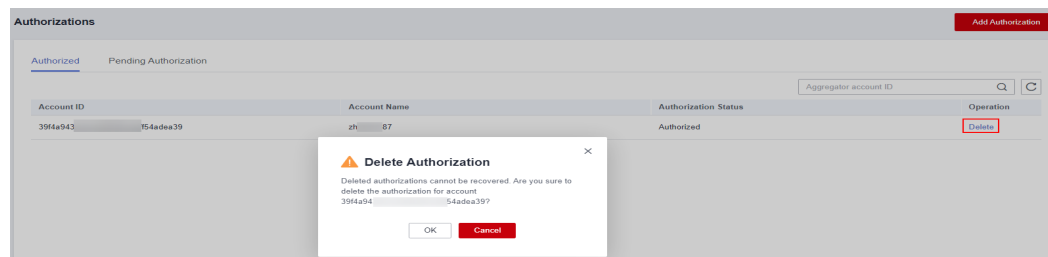 Authorizations
Add Authorization
Authorized Pending Authorization
Aggregator account ID
Account ID Account Name Authorization Status Operation
39f4a943 f54adea39 zh 87 Authorized Delete
Delete Authorization
Deleted authorizations cannot be recovered. Are you sure to
delete the authorization for account
39f4a94 54adea39?
OK Cancel